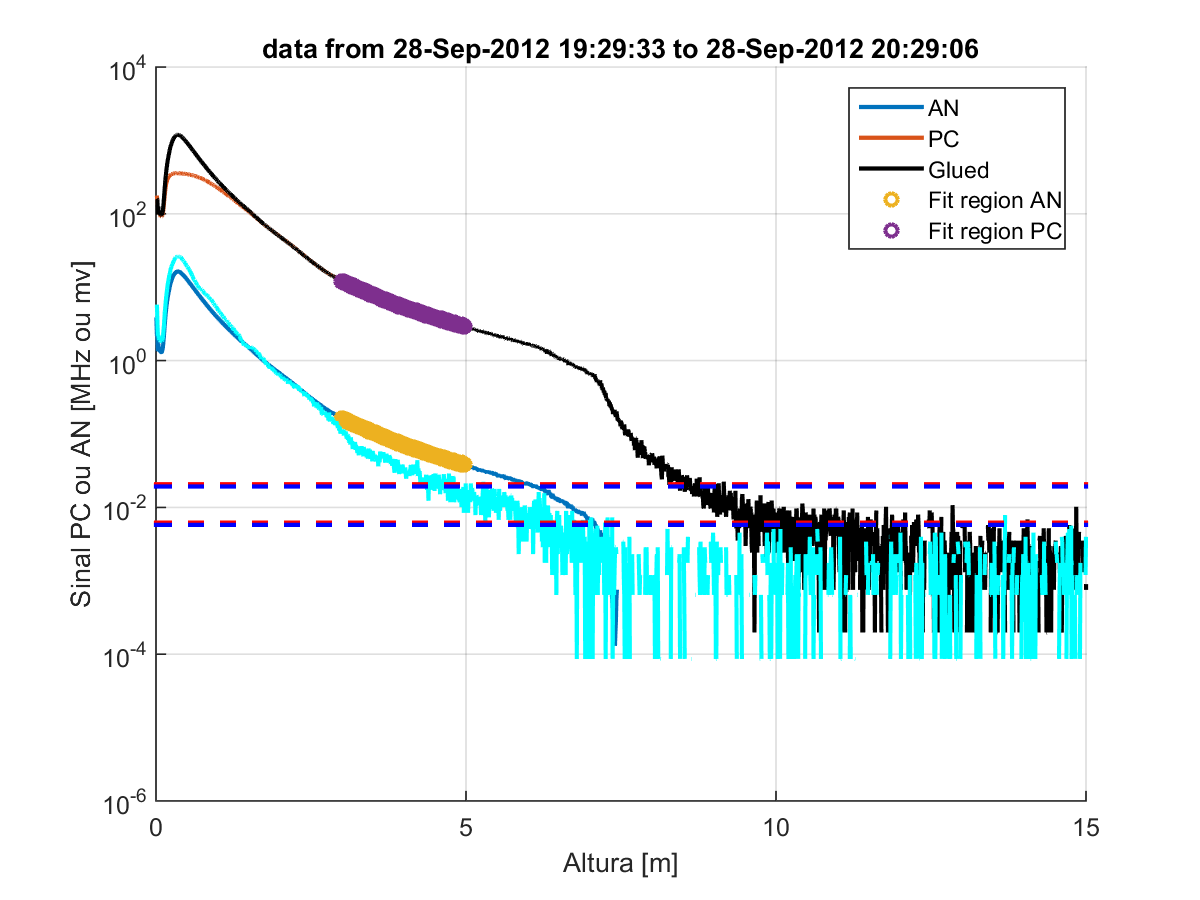 data from 28-Sep-2012 19:29:33 to 28-Sep-2012 20:29:06
10^4
10^2
10^0
10^-2
10^-4
10^-6
Sinal PC ou AN [MHz ou mv]
AN
PC
Glued
Fit region AN
Fit region PC
0
5
10
15
Altura [m]